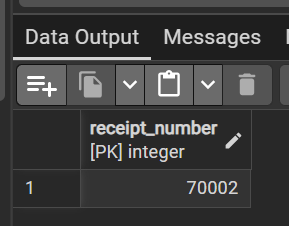 Data Output Messages
receipt_number
[PK] integer
1 70002